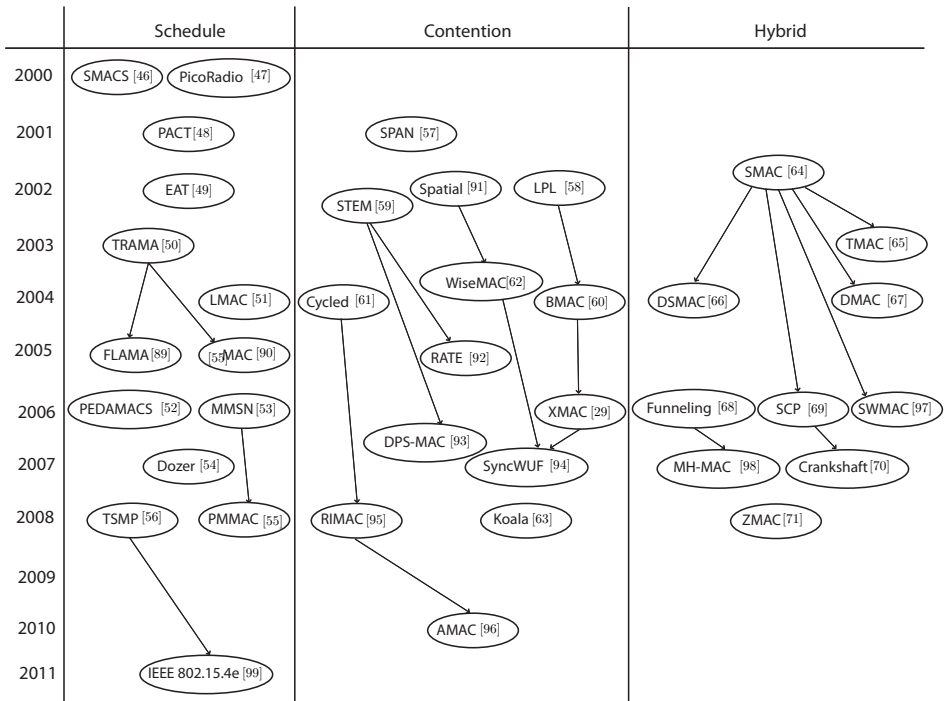 Schedule Contention Hybrid
2000 SMACS [46] PicoRadio [47]
2001 PACT[48] SPAN [57]
SMAC [64]
2002 EAT[49] Spatial [91] LPL [58]
STEM [59]
2003 TRAMA [50] TMAC [65]
WiseMAC[62]
2004 LMAC [51] Cycled [61] BMAC [60] DSMAC [66] DMAC [67]
2005 FLAMA[89] [55]MAC [90] RATE [92]
2006 PEDAMACS [52] MMSN [53] XMAC [29] Funneling [68] SCP [69] SWMAC[97]
DPS-MAC [93]
2007 Dozer [54] SyncWUF [94] MH-MAC [98] Crankshaft[70]
2008 TSMP [56] PMMAC [55] RIMAC [95] Koala [63] ZMAC[71]
2009
2010 AMAC [96]
2011 IEEE 802.15.4e [99]